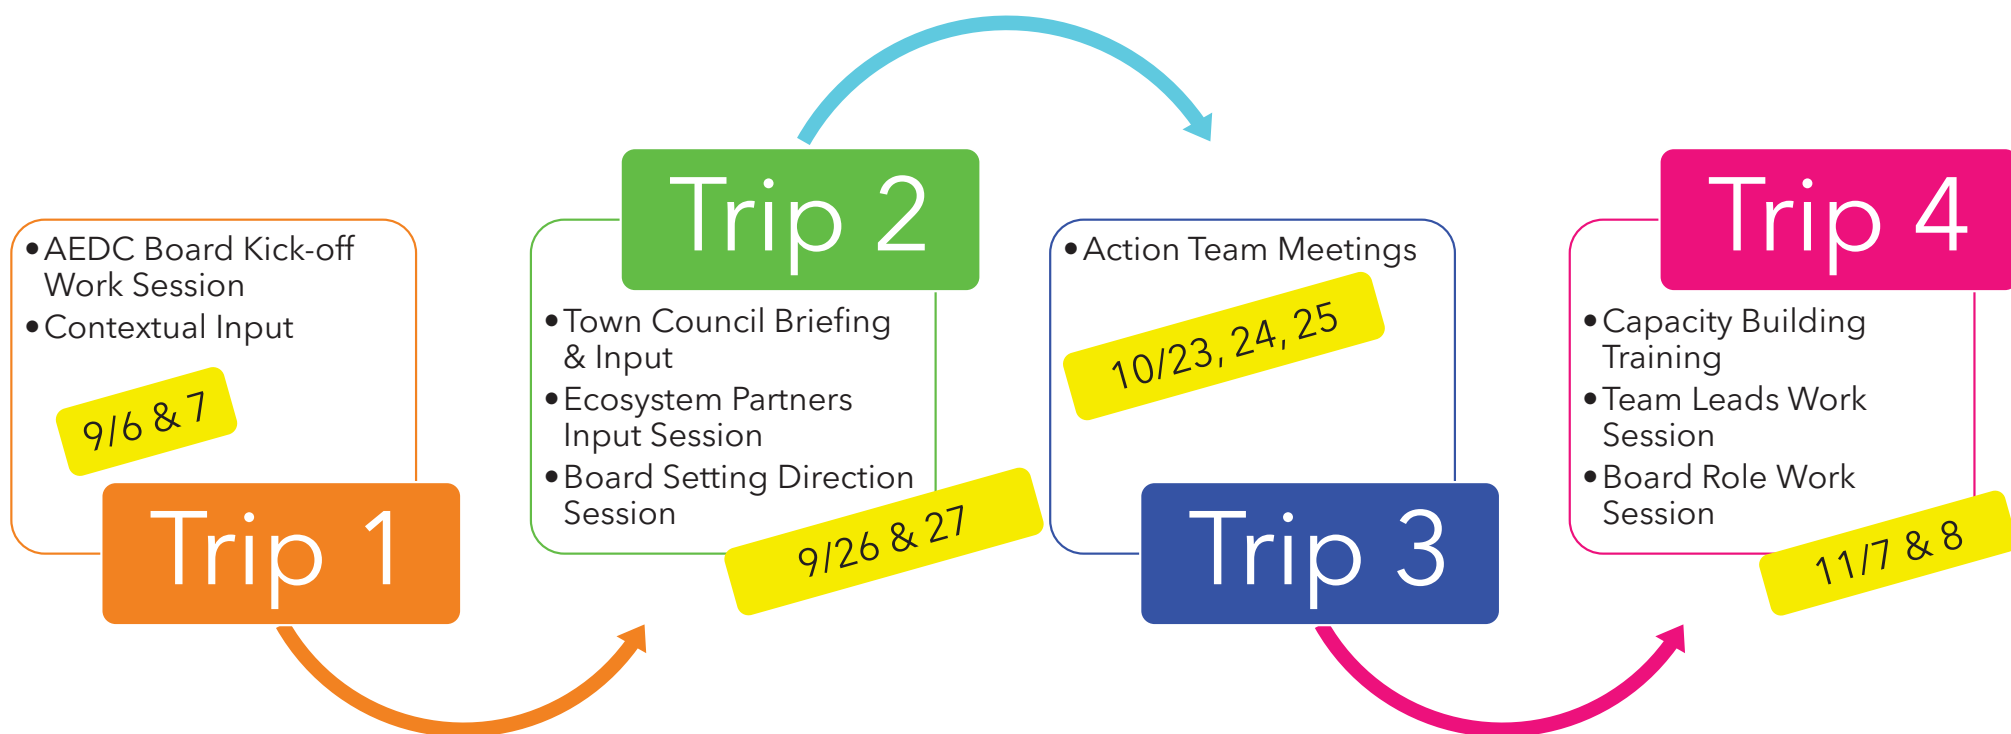 • AEDC Board Kick-off
Work Session
• Contextual Input
9/6 & 7
Trip 1
Trip 2
• Town Council Briefing
& Input
• Ecosystem Partners
Input Session
• Board Setting Direction
Session
9/26 & 27
• Action Team Meetings
10/23, 24, 25
Trip 3
Trip 4
• Capacity Building
Training
• Team Leads Work
Session
• Board Role Work
Session
11/7 & 8